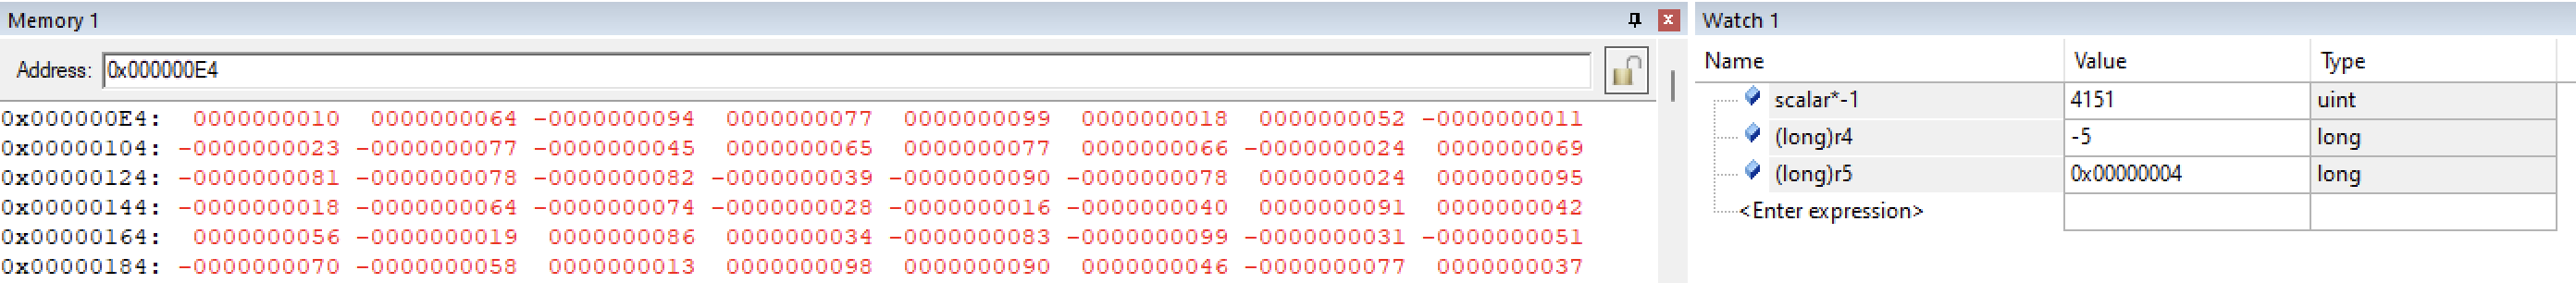 Memory 1
Address: 0x000000E4
0x000000E4: 0000000010 0000000064 -0000000094 0000000077 0000000099 0000000018 0000000052 -0000000011
0x00000104: -0000000023 -0000000077 -0000000045 0000000065 0000000077 0000000066 -0000000024 0000000069
0x00000124: -0000000081 -0000000078 -0000000082 -0000000039 -0000000090 -0000000078 0000000024 0000000095
0x00000144: -0000000018 -0000000064 -0000000074 -0000000028 -0000000016 -0000000040 0000000091 0000000042
0x00000164: 0000000056 -0000000019 0000000086 0000000034 -0000000083 -0000000099 -0000000031 -0000000051
0x00000184: -0000000070 -0000000058 0000000013 0000000098 0000000090 0000000046 -0000000077 0000000037
Watch 1
Name Value Type
scalar*-1 4151 uint
(long)r4 -5 long
(long)r5 0x00000004 long
<Enter expression>